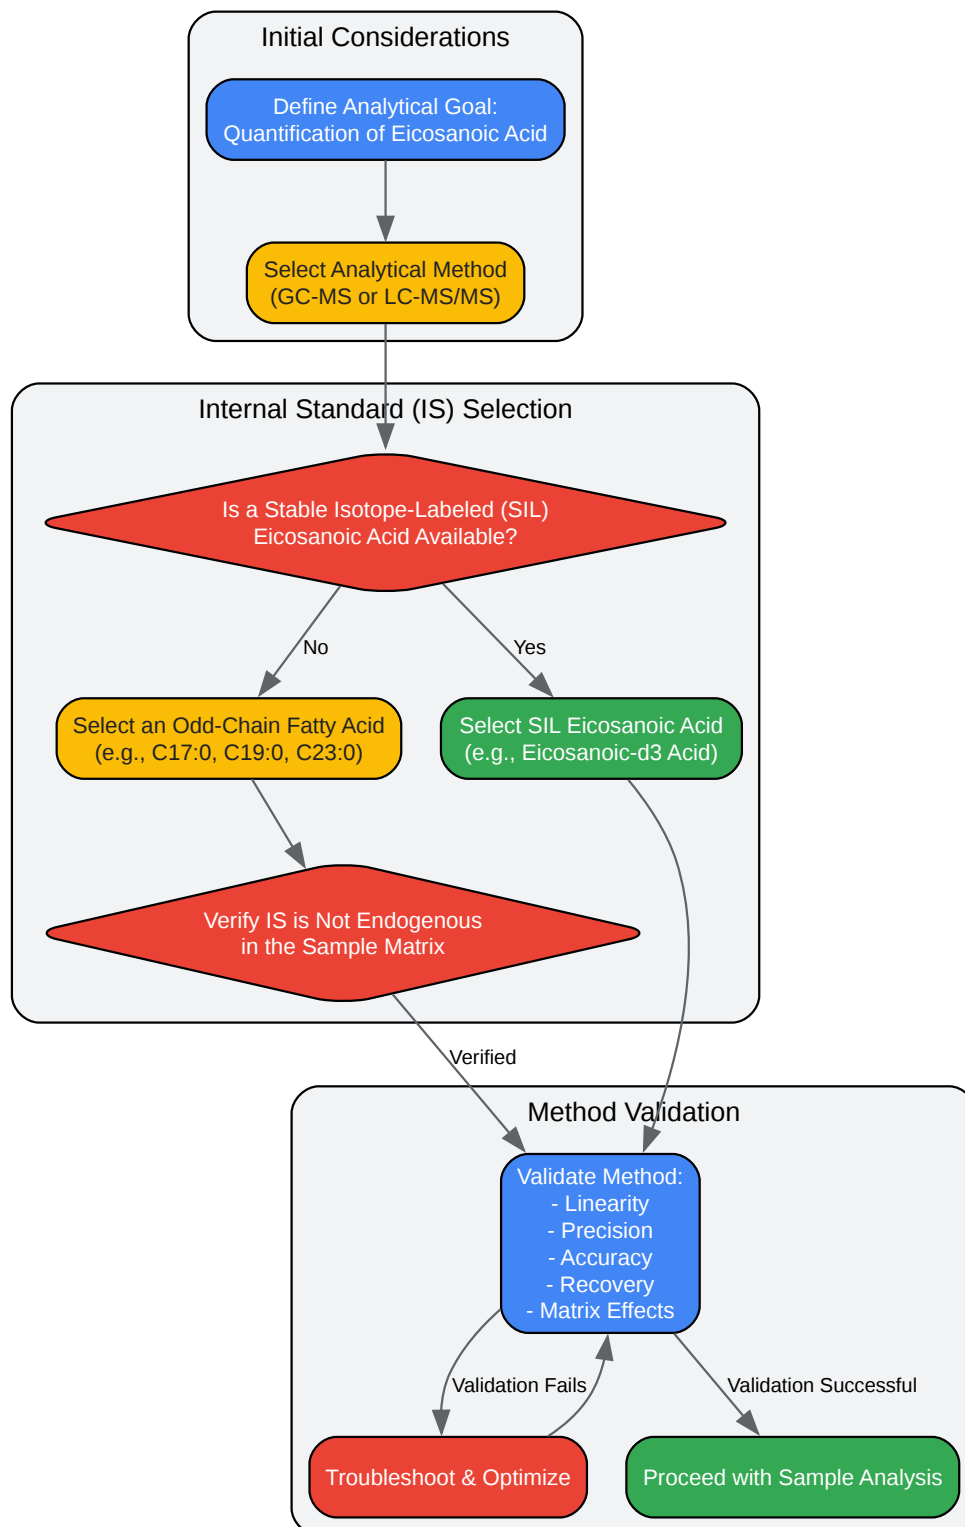 Initial Considerations
Define Analytical Goal:
Quantification of Eicosanoic Acid
Select Analytical Method
(GC-MS or LC-MS/MS)
Internal Standard (IS) Selection
Is a Stable Isotope-Labeled (SIL)
Eicosanoic Acid Available?
No
Yes
Select an Odd-Chain Fatty Acid
(e.g., C17:0, C19:0, C23:0)
Select SIL Eicosanoic Acid
(e.g., Eicosanoic-d3 Acid)
Verify IS is Not Endogenous
in the Sample Matrix
Verified
Method Validation
Validate Method:
- Linearity
- Precision
- Accuracy
- Recovery
- Matrix Effects
Validation Fails
Validation Successful
Troubleshoot & Optimize
Proceed with Sample Analysis